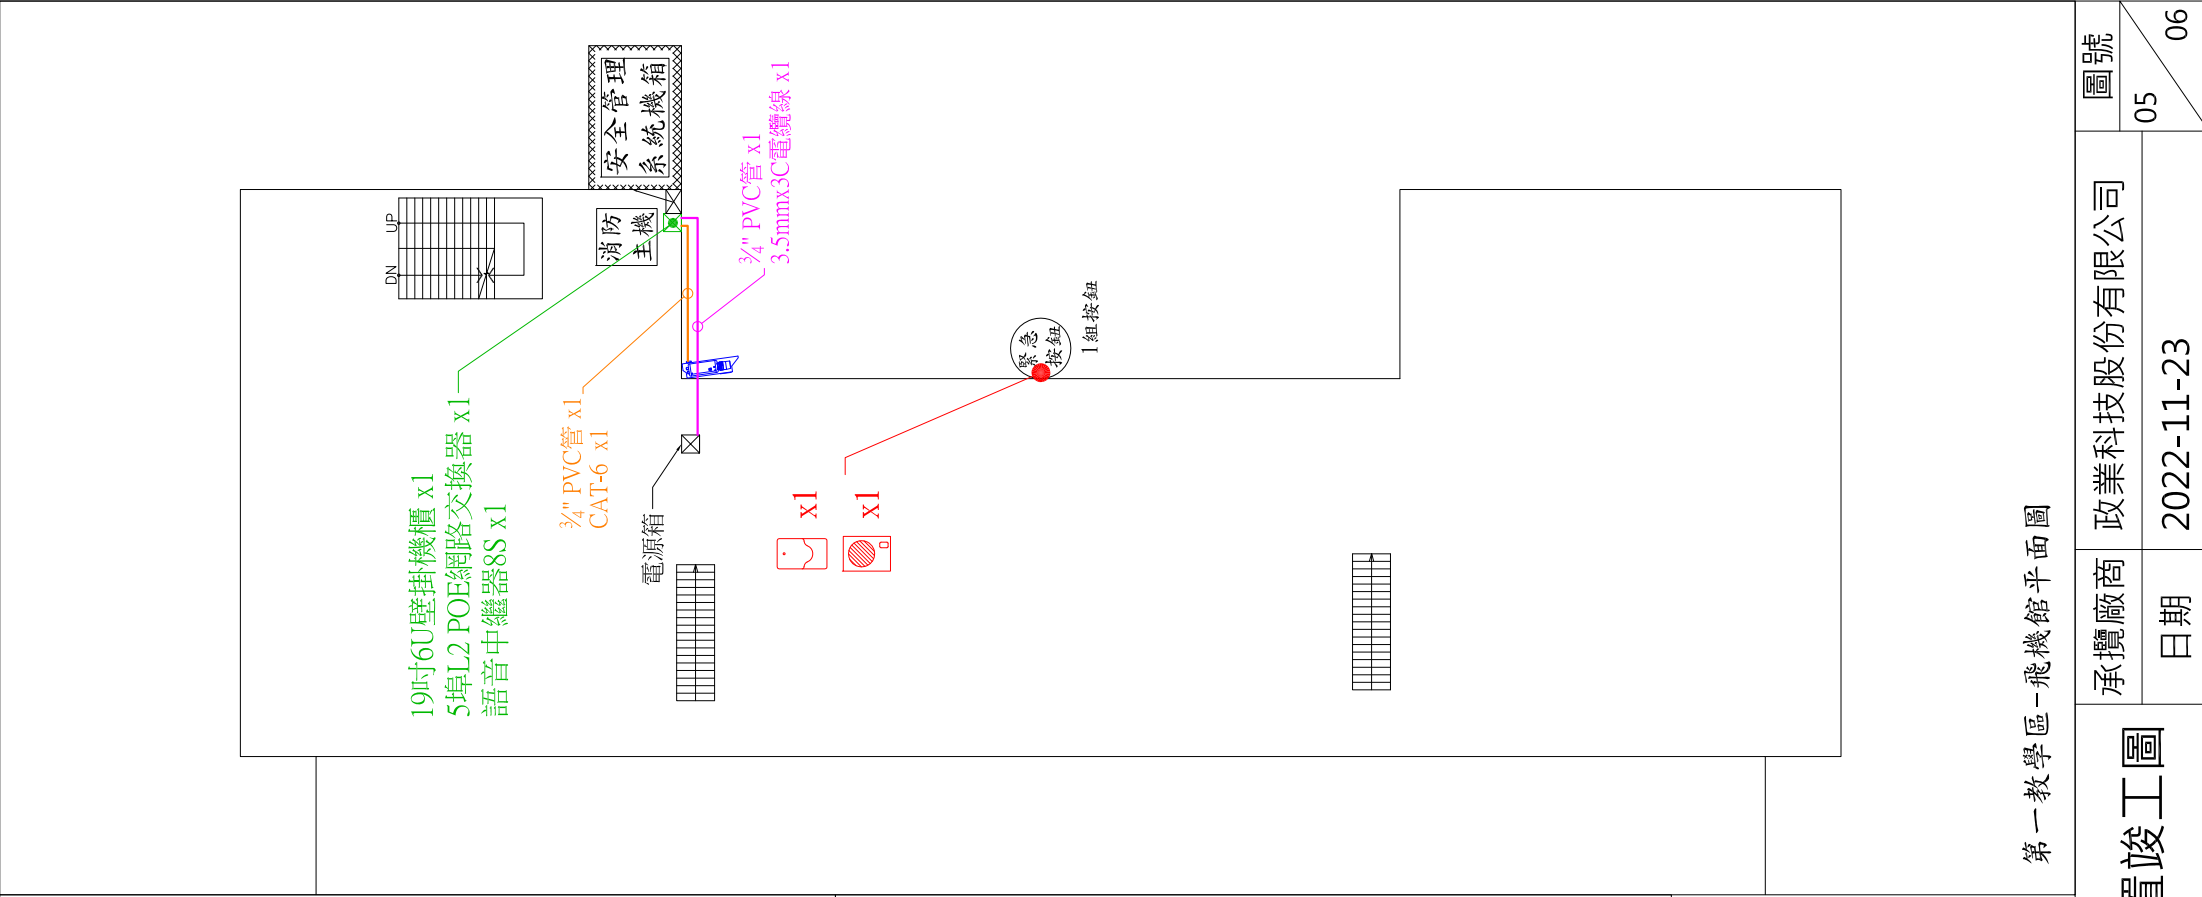 安全管理
系統機箱
消防
主機
UP
DN
¾" PVC管 x1
3.5mmx3C電纜線 x1
19吋6U壁掛機櫃 x1
5埠L2 POE網路交換器 x1
語音中繼器8S x1
¾" PVC管 x1
CAT-6 x1
電源箱
緊急
按鈕
1組按鈕
x1
x1
第一教學區-飛機館平面圖
圖號
05
06
承攬廠商
政業科技股份有限公司
日期
2022-11-23
竣工圖